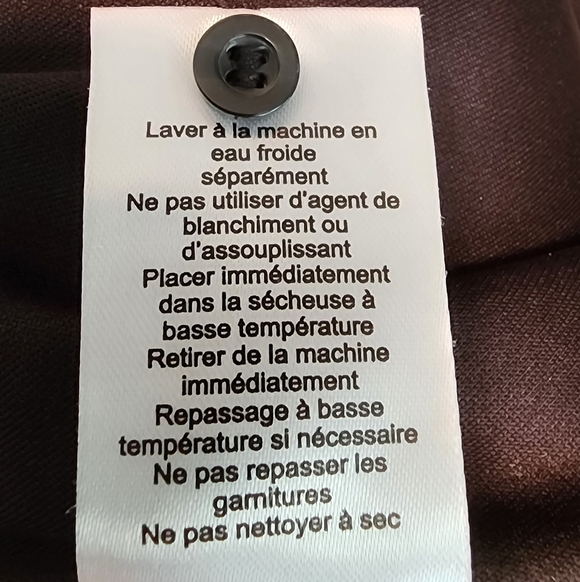 Laver à la machine en
eau froide
séparément
Ne pas utiliser d'agent de
blanchiment ou
d'assouplissant
Placer immédiatement
dans la sécheuse à
basse température
Retirer de la machine
immédiatement
Repassage à basse
température si nécessaire
Ne pas repasser les
garnitures
Ne pas nettoyer à sec